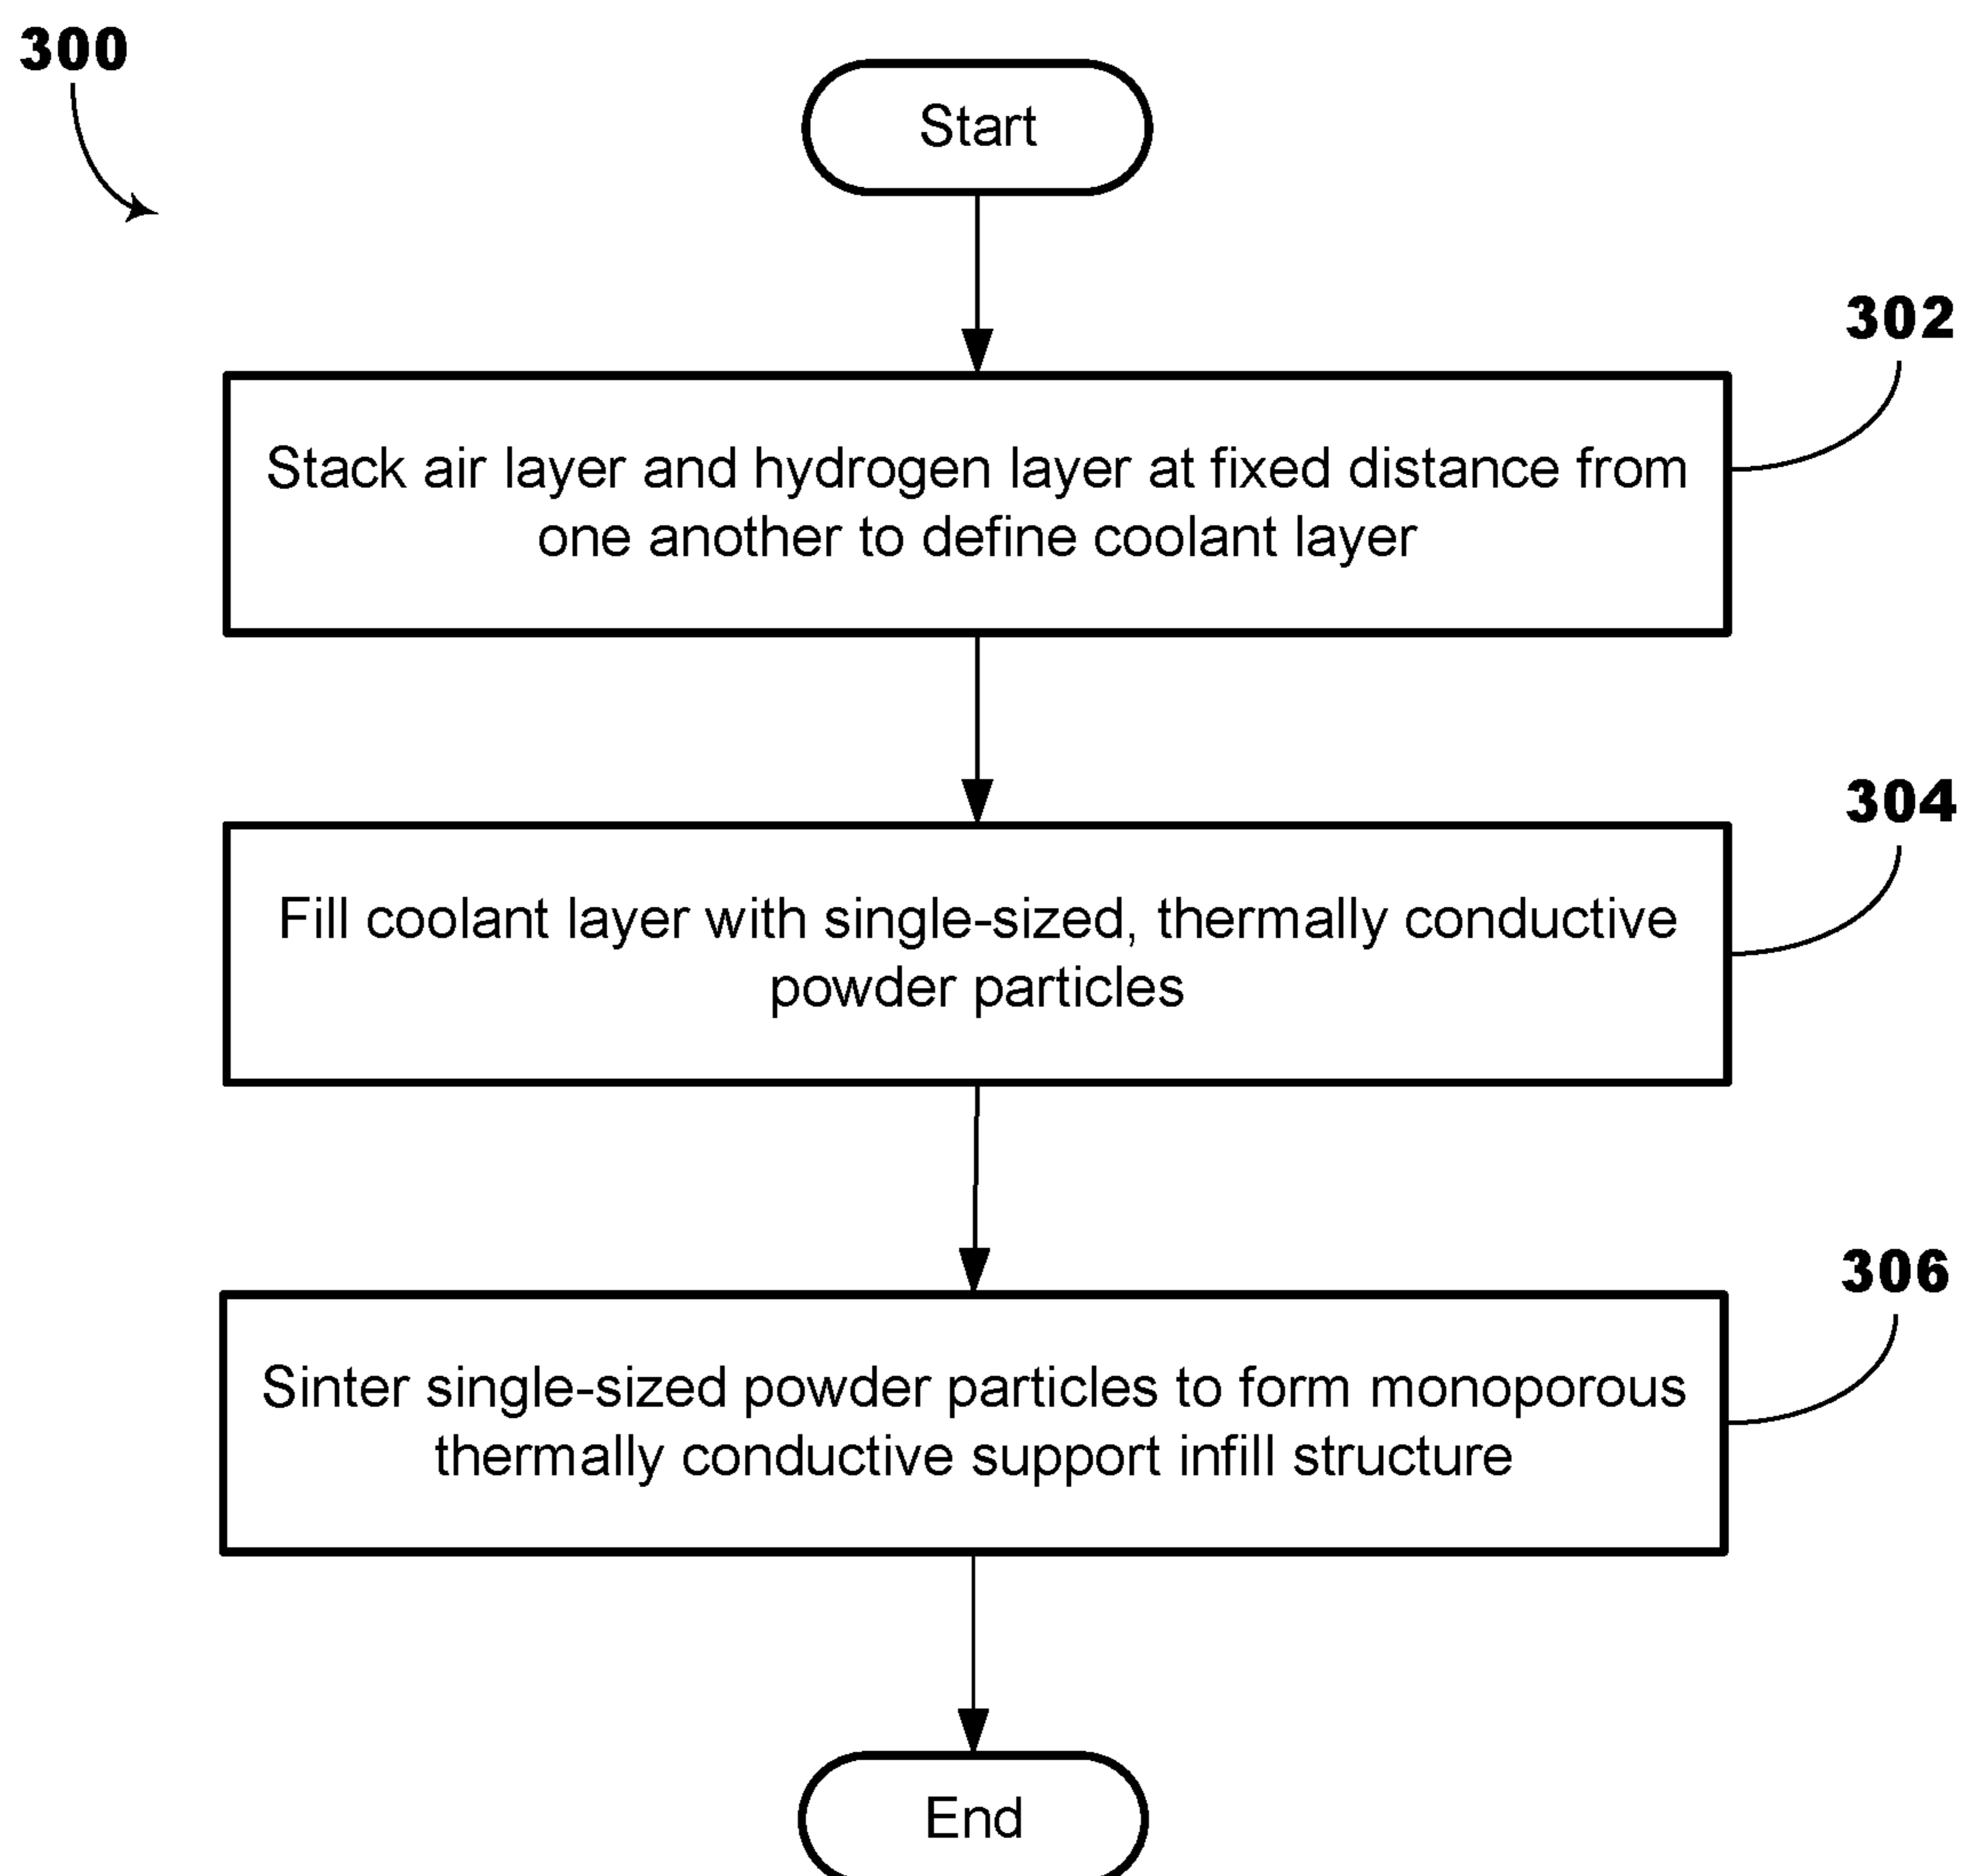 300
Start
302
Stack air layer and hydrogen layer at fixed distance from
one another to define coolant layer
304
Fill coolant layer with single-sized, thermally conductive
powder particles
306
Sinter single-sized powder particles to form monoporous
thermally conductive support infill structure
End